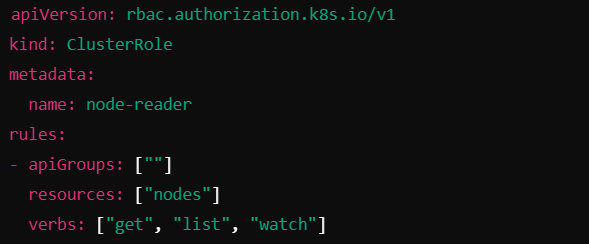 apiVersion: rbac.authorization.k8s.io/v1
kind: ClusterRole
metadata:
  name: node-reader
rules:
- apiGroups: [""]
  resources: ["nodes"]
  verbs: ["get", "list", "watch"]